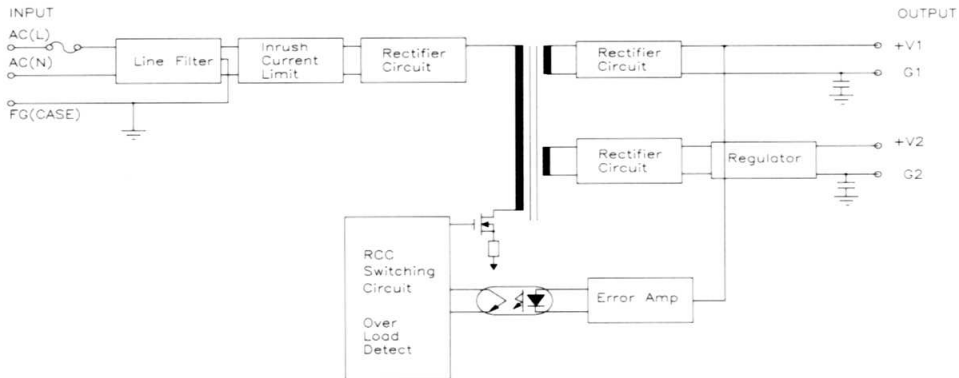 INPUT
OUTPUT
AC(L)
+V1
AC(N)
Line Filter
Inrush
Current
Limit
Rectifier
Circuit
Rectifier
Circuit
G1
FG(CASE)
+V2
Rectifier
Circuit
Regulator
G2
RCC
Switching
Circuit
Over
Load
Detect
Error Amp